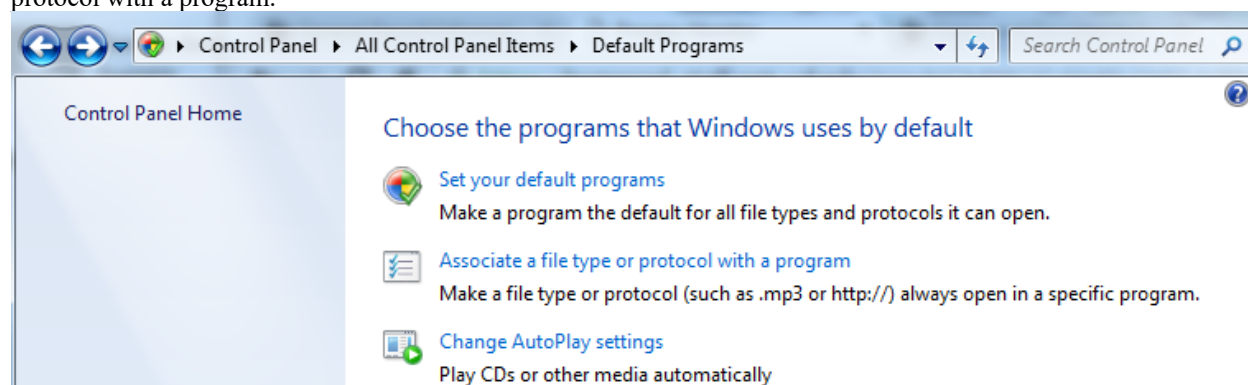 protocol with a program.
Control Panel ▸ All Control Panel Items ▸ Default Programs
Search Control Panel
Control Panel Home
Choose the programs that Windows uses by default
Set your default programs
Make a program the default for all file types and protocols it can open.
Associate a file type or protocol with a program
Make a file type or protocol (such as .mp3 or http://) always open in a specific program.
Change AutoPlay settings
Play CDs or other media automatically